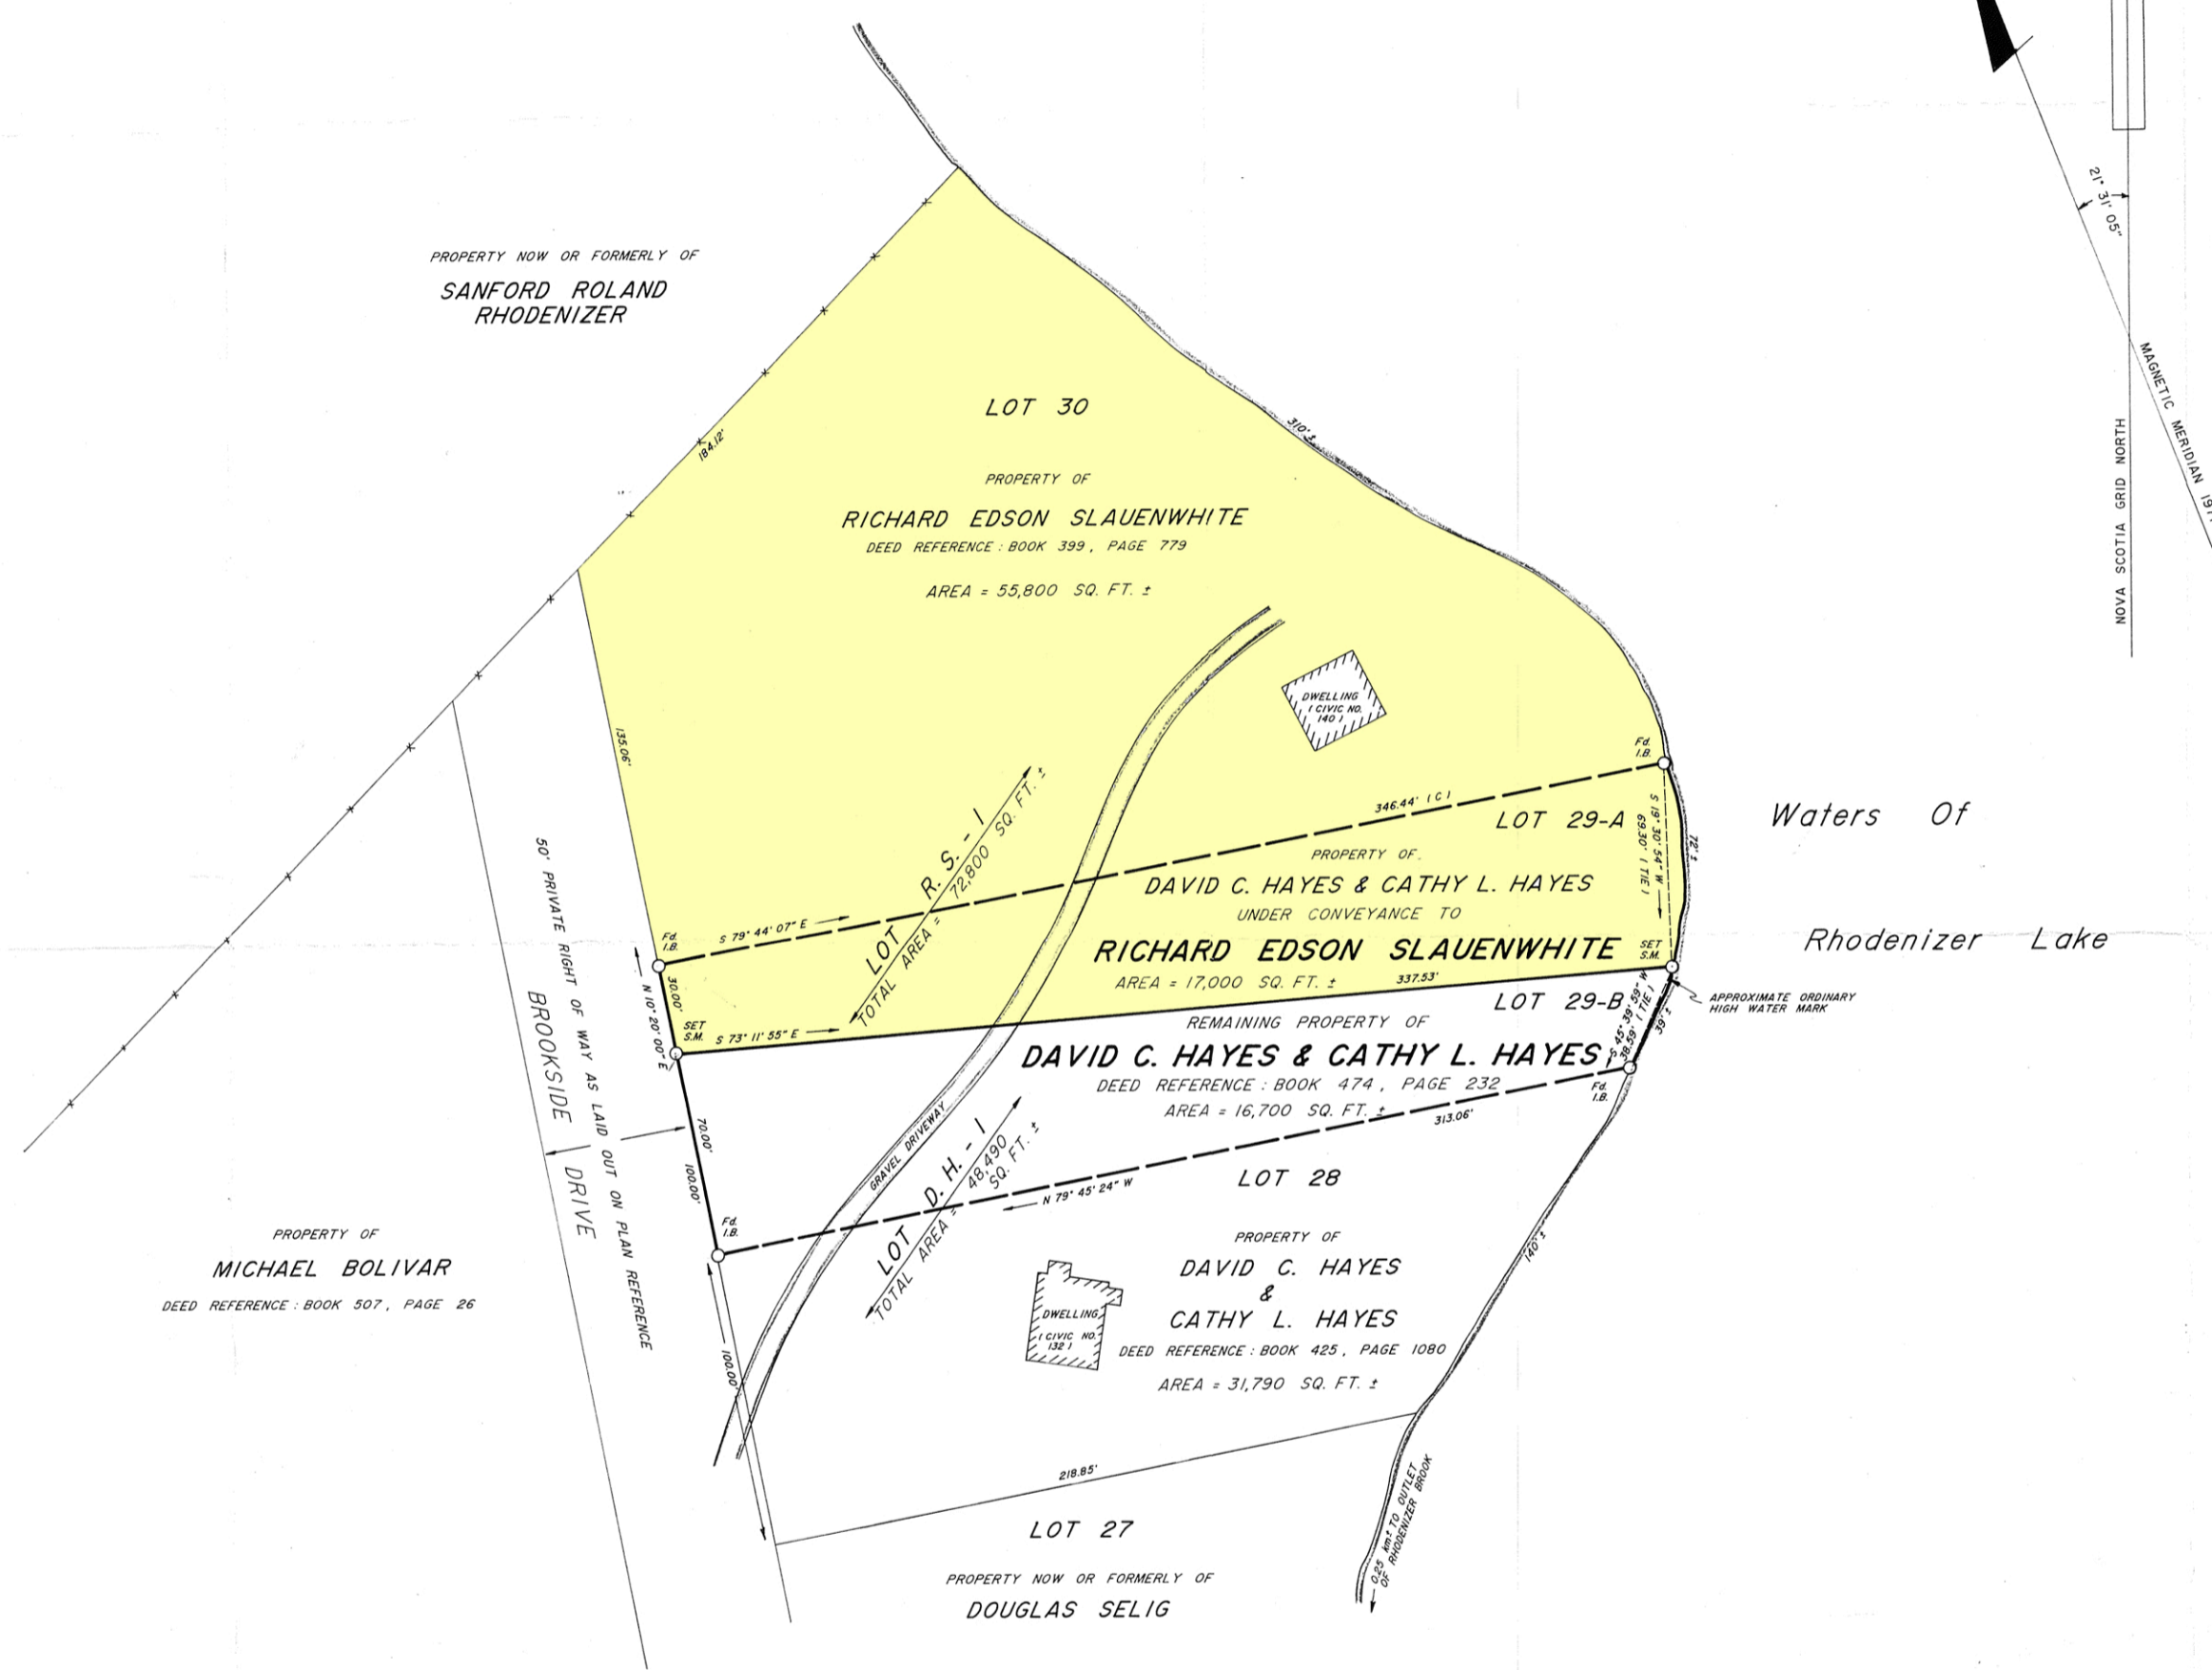 21° 31' 05"
MAGNETIC MERIDIAN
NOVA SCOTIA GRID NORTH
PROPERTY NOW OR FORMERLY OF
SANFORD ROLAND
RHODENIZER
184.12'
310' ±
LOT 30
PROPERTY OF
RICHARD EDSON SLAUENWHITE
DEED REFERENCE : BOOK 399, PAGE 779
AREA = 55,800 SQ. FT. ±
135.06'
DWELLING
( CIVIC NO.
140 )
Fd.
I.B.
346.44' ( C )
LOT 29-A
S 19° 30' 54" W
69.30' ( TIE )
72' ±
Waters Of
Rhodenizer Lake
PROPERTY OF
DAVID C. HAYES & CATHY L. HAYES
UNDER CONVEYANCE TO
RICHARD EDSON SLAUENWHITE
AREA = 17,000 SQ. FT. ±
337.53'
SET
S.M.
LOT R. S. - 1
TOTAL AREA = 72,800 SQ. FT. ±
S 79° 44' 07" E
Fd.
I.B.
30.00'
N 10° 20' 00" E
SET
S.M.
S 73° 11' 55" E
LOT 29-B
S 45° 39' 59" W
38.59' ( TIE )
39' ±
APPROXIMATE ORDINARY
HIGH WATER MARK
REMAINING PROPERTY OF
DAVID C. HAYES & CATHY L. HAYES
DEED REFERENCE : BOOK 474, PAGE 232
AREA = 16,700 SQ. FT. ±
Fd.
I.B.
313.06'
N 79° 45' 24" W
50' PRIVATE RIGHT OF WAY AS LAID OUT ON PLAN REFERENCE
BROOKSIDE DRIVE
70.00'
100.00'
Fd.
I.B.
100.00'
GRAVEL DRIVEWAY
LOT D. H. - 1
TOTAL AREA = 48,490
SQ. FT. ±
LOT 28
PROPERTY OF
DAVID C. HAYES
&
CATHY L. HAYES
DEED REFERENCE : BOOK 425, PAGE 1080
AREA = 31,790 SQ. FT. ±
DWELLING
( CIVIC NO.
132 )
140' ±
PROPERTY OF
MICHAEL BOLIVAR
DEED REFERENCE : BOOK 507, PAGE 26
218.85'
0.25 km ± TO OUTLET
OF RHODENIZER BROOK
LOT 27
PROPERTY NOW OR FORMERLY OF
DOUGLAS SELIG